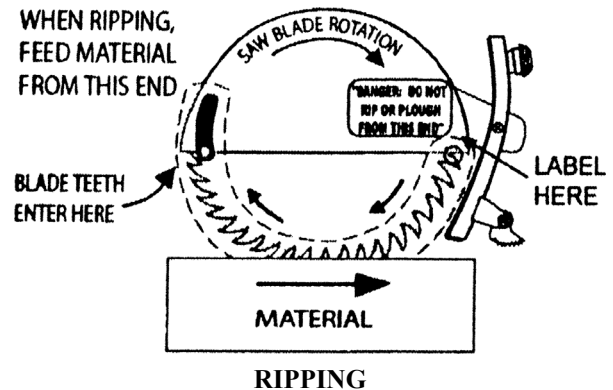 WHEN RIPPING,
FEED MATERIAL
FROM THIS END
SAW BLADE ROTATION
"DANGER: DO NOT
RIP OR PLOUGH
FROM THIS END"
LABEL
HERE
BLADE TEETH
ENTER HERE
MATERIAL
RIPPING